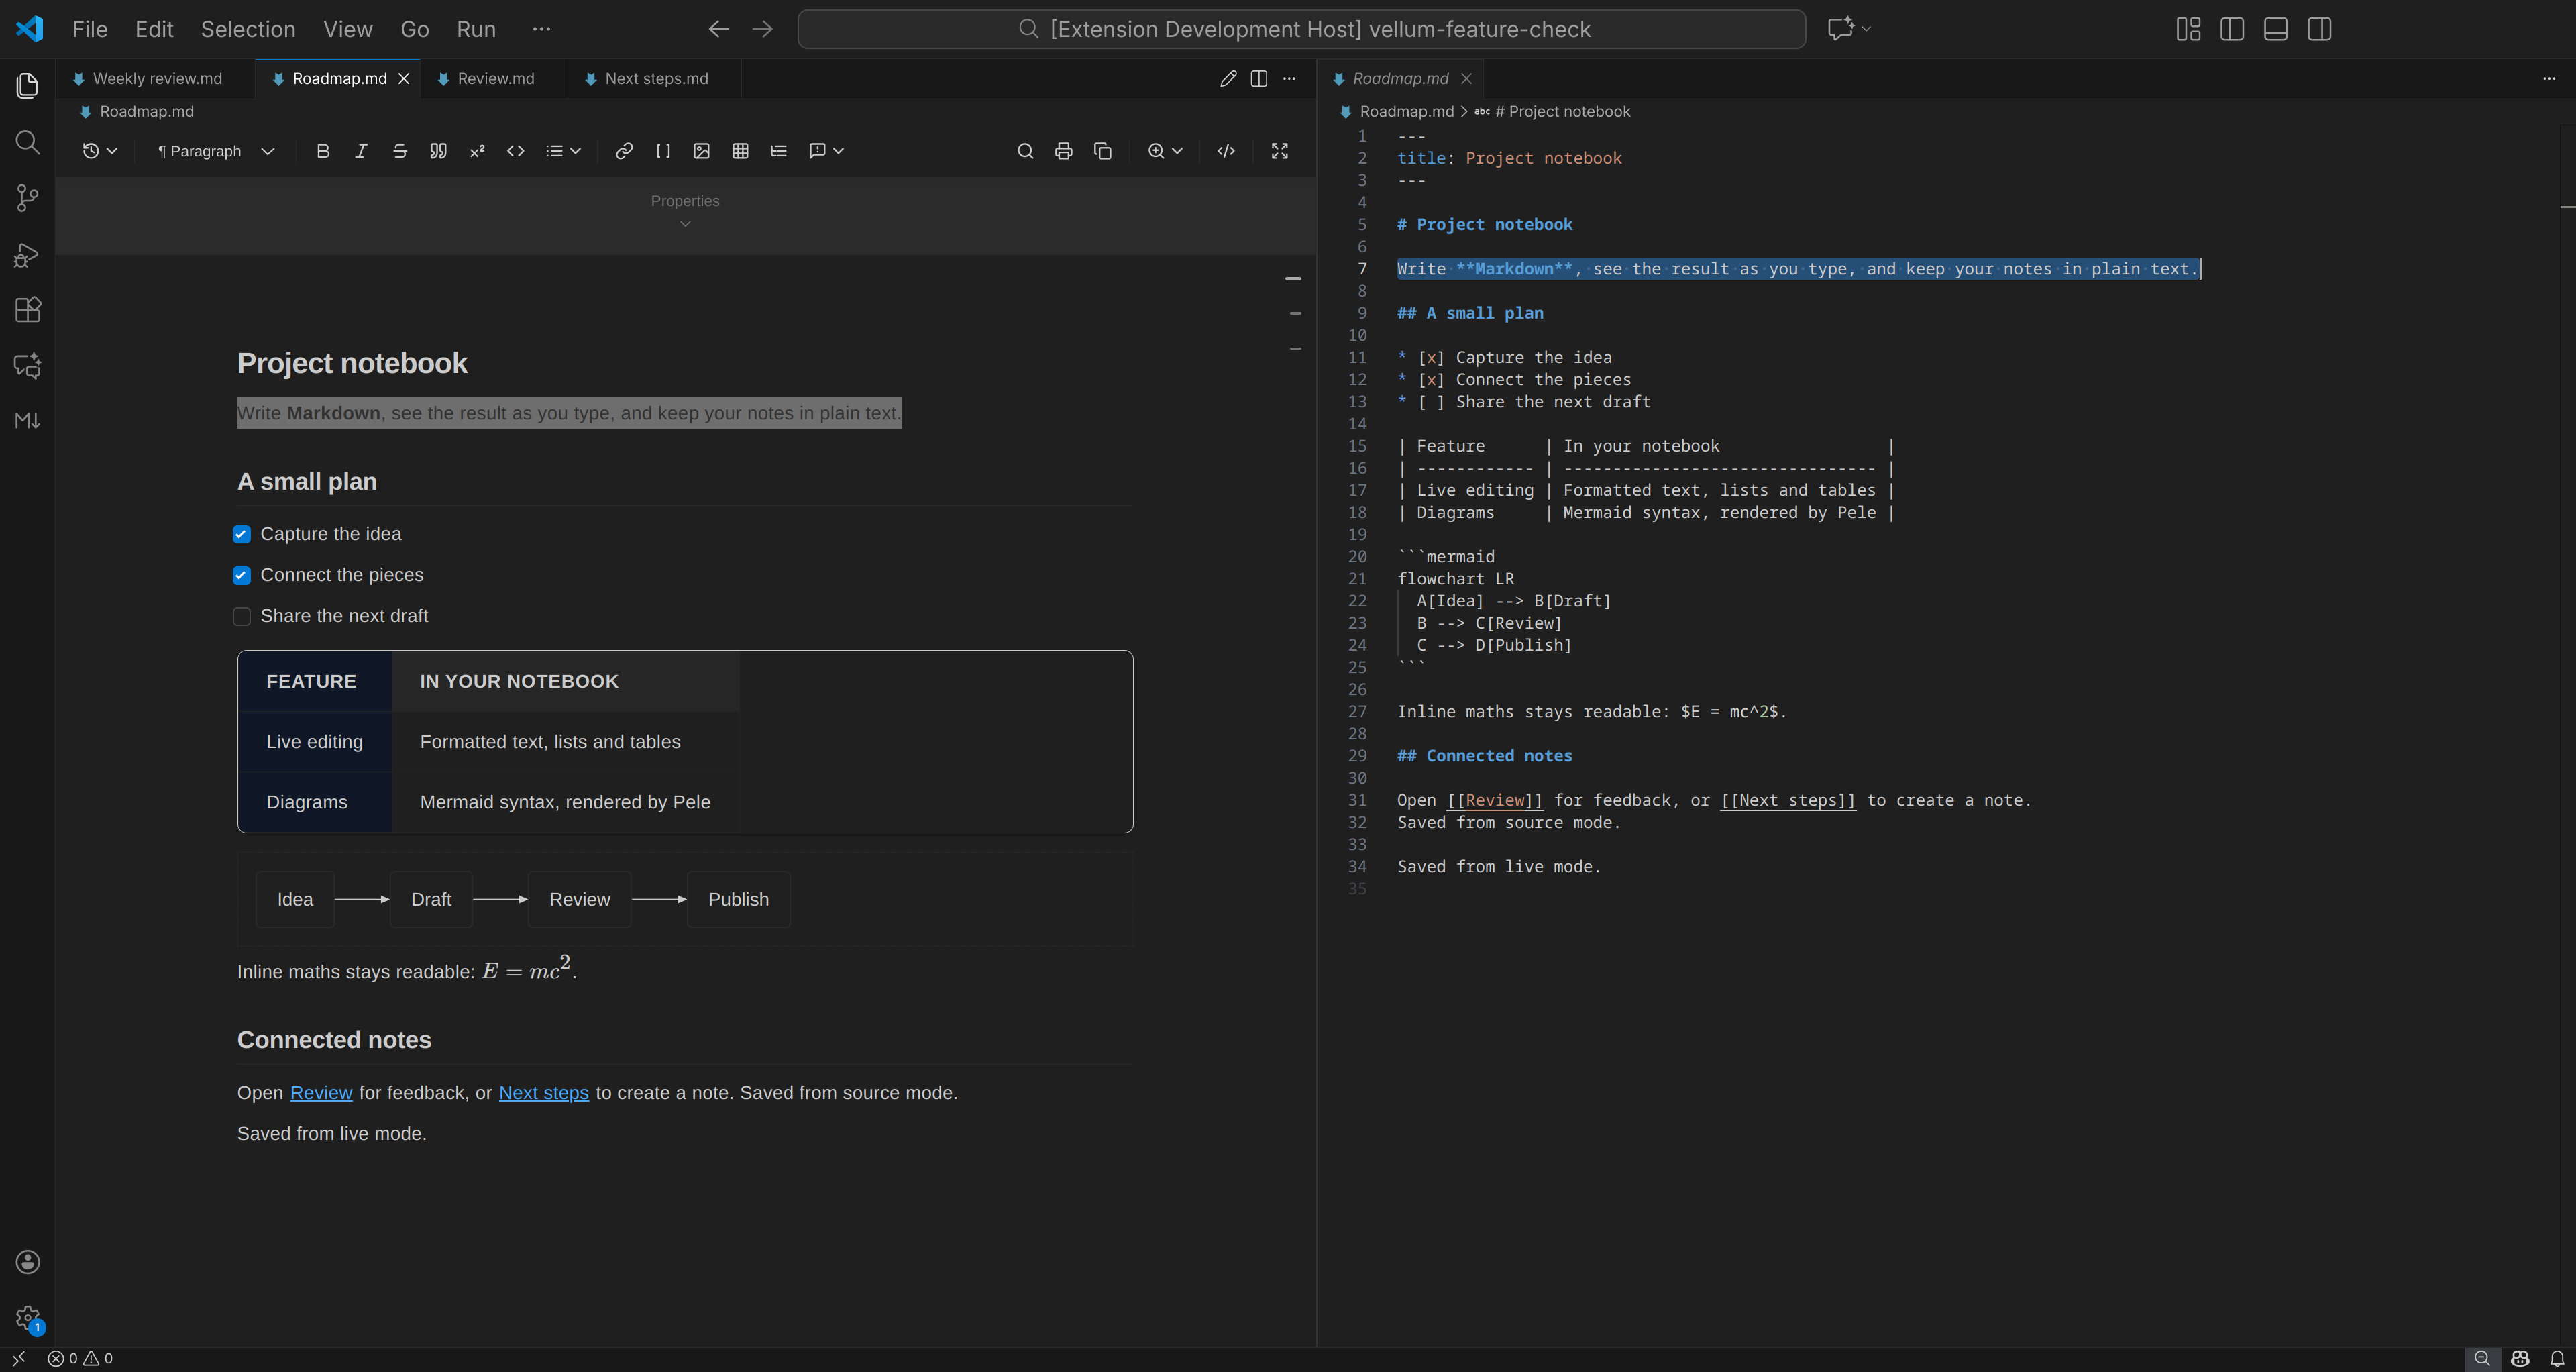 File Edit Selection View Go Run ···
[Extension Development Host] vellum-feature-check
Weekly review.md
Roadmap.md
Review.md
Next steps.md
Roadmap.md
¶ Paragraph
Properties
Project notebook
Write Markdown, see the result as you type, and keep your notes in plain text.
A small plan
Capture the idea
Connect the pieces
Share the next draft
FEATURE IN YOUR NOTEBOOK
Live editing Formatted text, lists and tables
Diagrams Mermaid syntax, rendered by Pele
Idea Draft Review Publish
Inline maths stays readable: E = mc².
Connected notes
Open Review for feedback, or Next steps to create a note. Saved from source mode.
Saved from live mode.
Roadmap.md
Roadmap.md > abc # Project notebook
1 ---
2 title: Project notebook
3 ---
4
5 # Project notebook
6
7 Write **Markdown**, see the result as you type, and keep your notes in plain text.
8
9 ## A small plan
10
11 * [x] Capture the idea
12 * [x] Connect the pieces
13 * [ ] Share the next draft
14
15 | Feature      | In your notebook                 |
16 | ------------ | -------------------------------- |
17 | Live editing | Formatted text, lists and tables |
18 | Diagrams     | Mermaid syntax, rendered by Pele |
19
20 ```mermaid
21 flowchart LR
22   A[Idea] --> B[Draft]
23   B --> C[Review]
24   C --> D[Publish]
25 ```
26
27 Inline maths stays readable: $E = mc^2$.
28
29 ## Connected notes
30
31 Open [[Review]] for feedback, or [[Next steps]] to create a note.
32 Saved from source mode.
33
34 Saved from live mode.
35
M↓
1
0 0